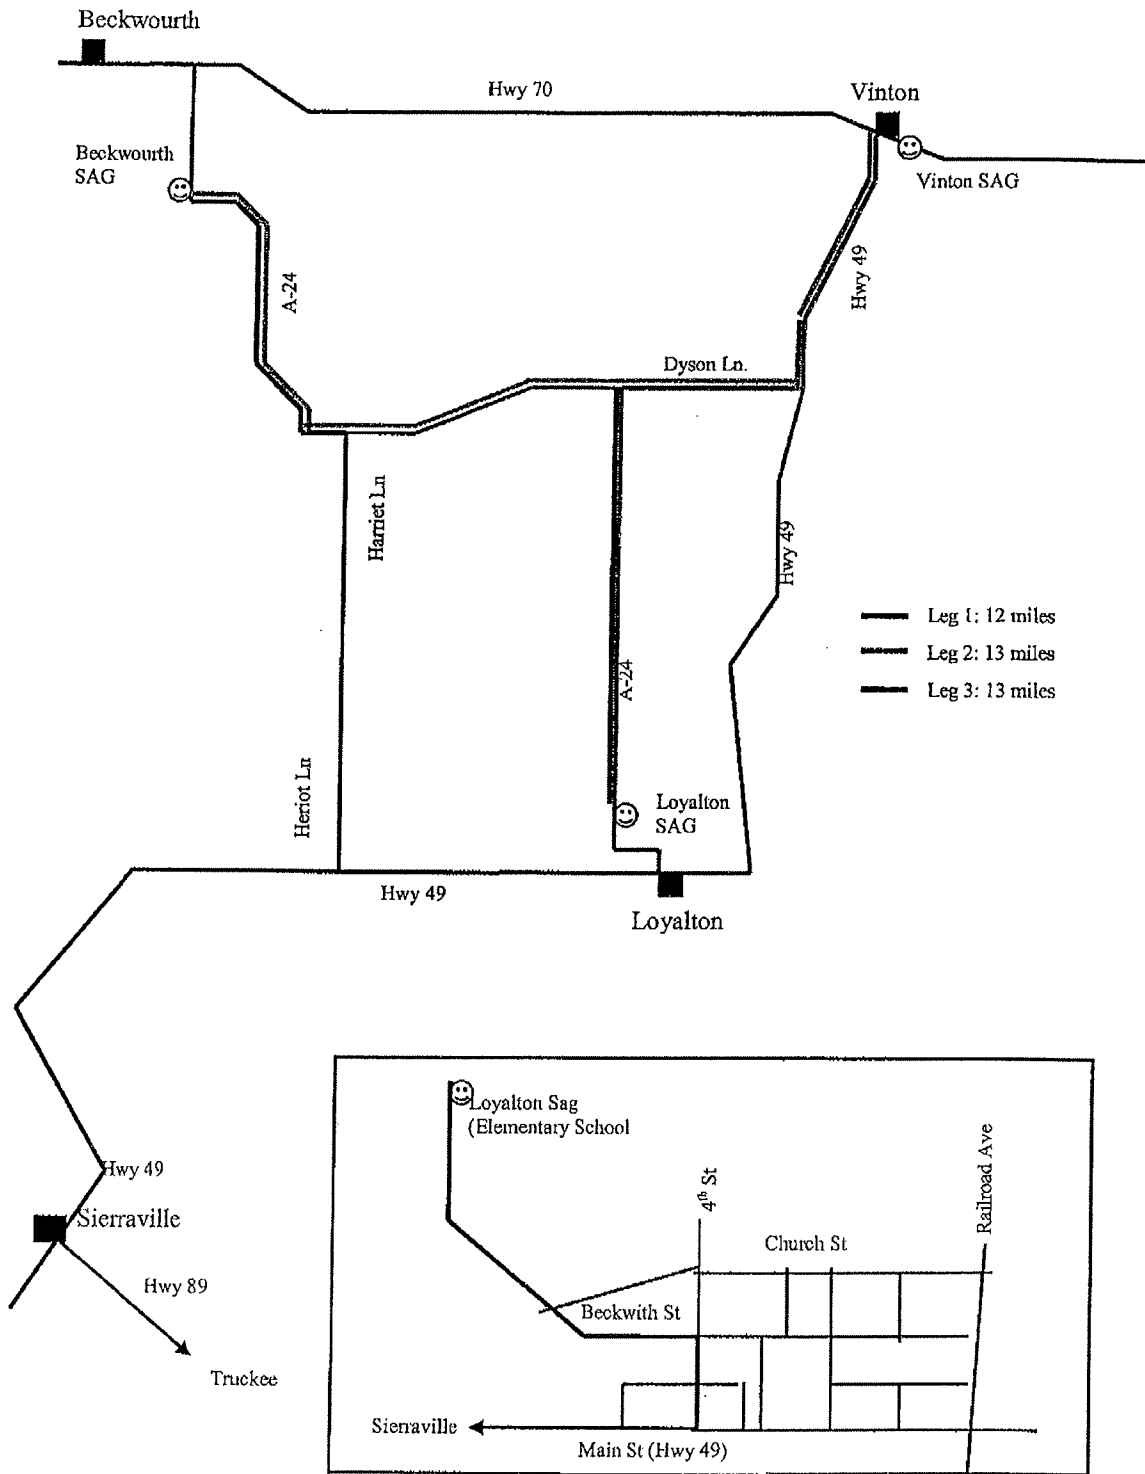 Beckwourth
Hwy 70
Vinton
Beckwourth
SAG
Vinton SAG
A-24
Hwy 49
Dyson Ln.
Harriet Ln
Hwy 49
Leg 1: 12 miles
Leg 2: 13 miles
Leg 3: 13 miles
A-24
Heriot Ln
Loyalton
SAG
Hwy 49
Loyalton
Hwy 49
Sierraville
Hwy 89
Truckee
Loyalton Sag
(Elementary School
4th St
Railroad Ave
Church St
Beckwith St
Sierraville
Main St (Hwy 49)